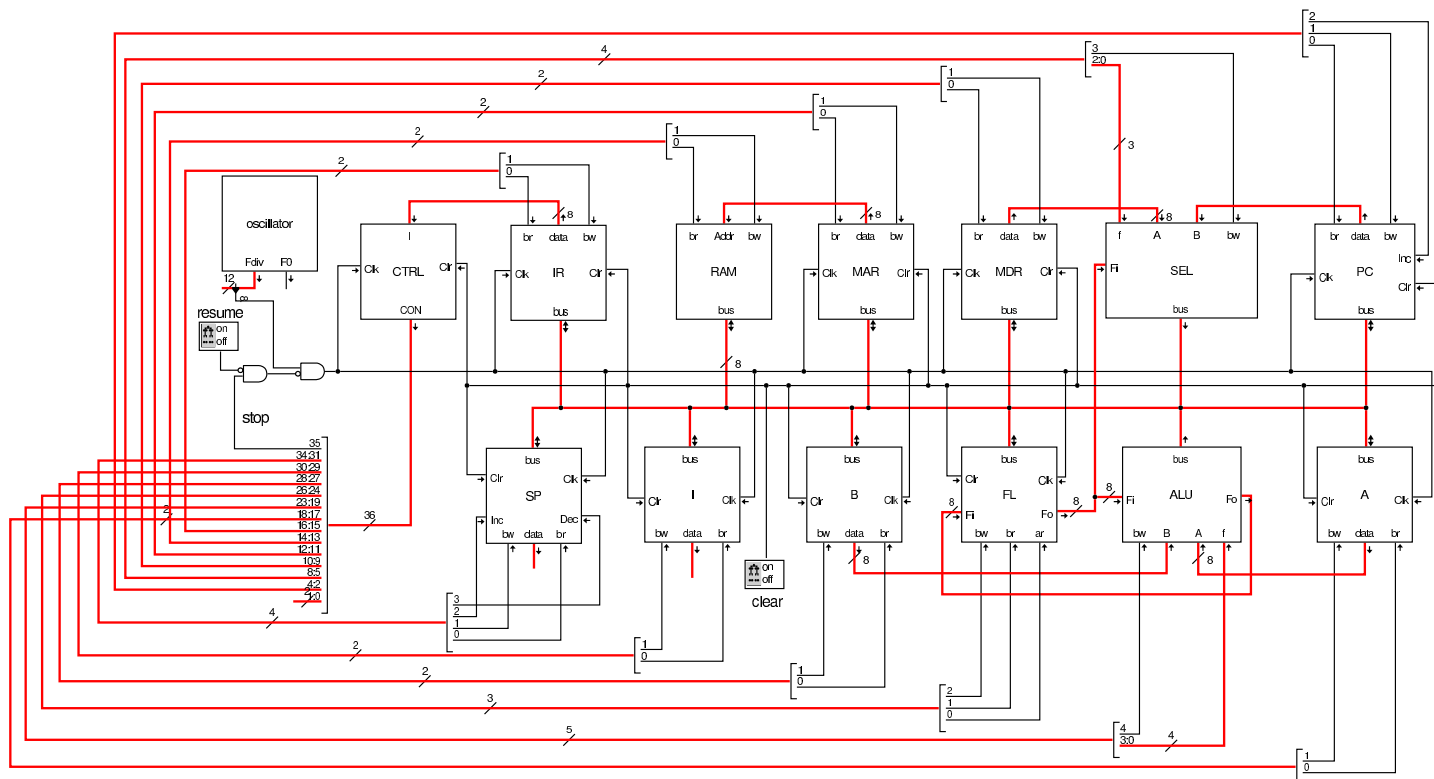 2
1
0
4
3
2:0
2
1
0
2
1
0
2
1
0
3
2
1
0
oscillator
Fdiv F0
12
8
resume
on
off
I
Clk CTRL Clr
CON
8
br data bw
Clk IR Clr
bus
br Addr bw
RAM
bus
8
br data bw
Clk MAR Clr
bus
br data bw
Clk MDR Clr
bus
8
f A B bw
Fi SEL
bus
br data bw
Inc
Clk PC
Clr
bus
8
stop
35
34:31
30:29
28:27
26:24
23:19
18:17
16:15
14:13
12:11
10:9
8:5
4:2
1:0
2
2
36
bus
Clr Clk
SP
Inc Dec
bw data br
bus
I
Clr Clk
bw data br
bus
B
Clr Clk
bw data br
8
bus
Clr Clk
FL
8
Fi Fo
bw br ar
8
8
bus
ALU
Fi Fo
bw B A f
8
bus
A
Clr Clk
bw data br
on
off
clear
3
2
1
0
4
1
0
2
1
0
2
2
1
0
3
4
3:0
5
4
1
0